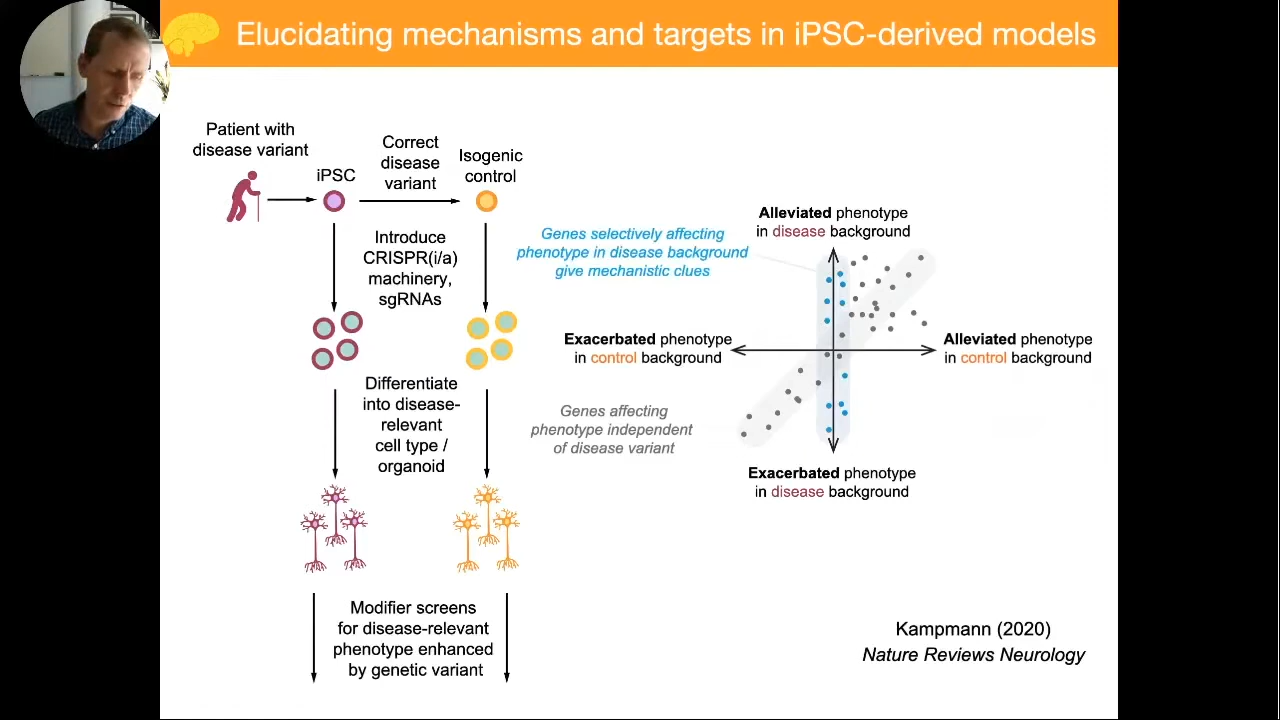 Elucidating mechanisms and targets in iPSC-derived models
Patient with
disease variant
iPSC
Correct
disease
variant
Isogenic
control
Introduce
CRISPR(i/a)
machinery,
sgRNAs
Differentiate
into disease-
relevant
cell type /
organoid
Modifier screens
for disease-relevant
phenotype enhanced
by genetic variant
Genes selectively affecting
phenotype in disease background
give mechanistic clues
Alleviated phenotype
in disease background
Exacerbated phenotype
in control background
Alleviated phenotype
in control background
Genes affecting
phenotype independent
of disease variant
Exacerbated phenotype
in disease background
Kampmann (2020)
Nature Reviews Neurology